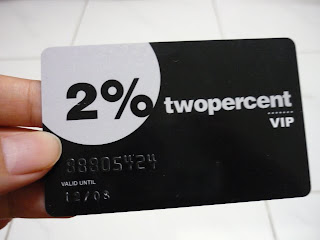 2% twopercent
VIP
88805424
VALID UNTIL
12/08